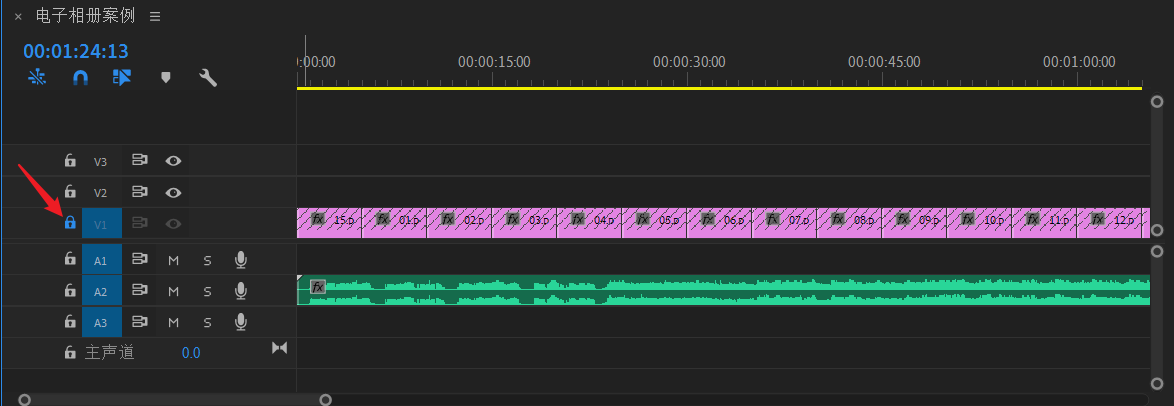 × 电子相册案例
00:01:24:13
:00:00 00:00:15:00 00:00:30:00 00:00:45:00 00:01:00:00
V3
V2
V1 fx 15.p fx 01.p fx 02.p fx 03.p fx 04.p fx 05.p fx 06.p fx 07.p fx 08.p fx 09.p fx 10.p fx 11.p fx 12.p
A1 M S
A2 M S fx
A3 M S
主声道 0.0